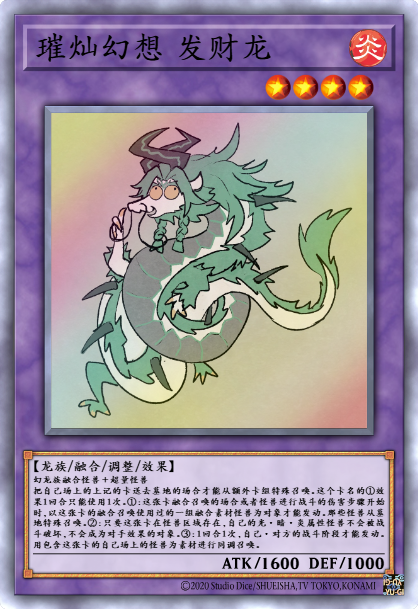 璀灿幻想 发财龙
炎
【龙族/融合/调整/效果】
幻龙族融合怪兽＋超量怪兽
把自己场上的上记的卡送去墓地的场合才能从额外卡组特殊召唤。这个卡名的①效
果1回合只能使用1次。①：这张卡融合召唤的场合或者怪兽进行战斗的伤害步骤开始
时，以这张卡的融合召唤使用过的一组融合素材怪兽为对象才能发动。那些怪兽从墓
地特殊召唤。②：只要这张卡在怪兽区域存在，自己的光·暗·炎属性怪兽不会被战
斗破坏，不会成为对手效果的对象。③：1回合1次，自己·对方的战斗阶段才能发动。
用包含这张卡的自己场上的怪兽为素材进行同调召唤。
ATK/1600 DEF/1000
©2020 Studio Dice/SHUEISHA,TV TOKYO,KONAMI